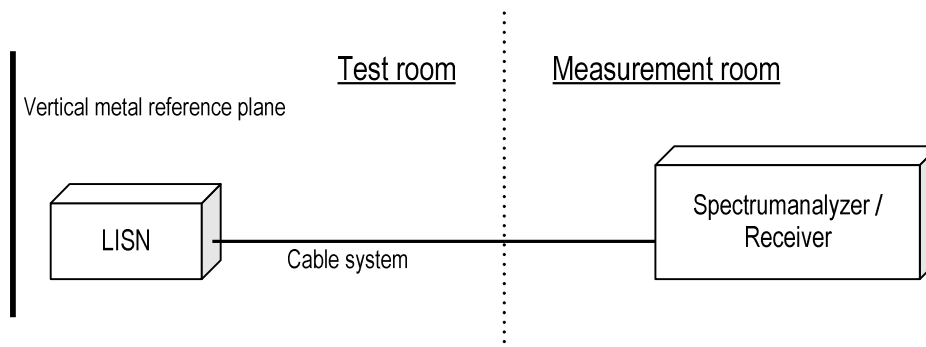 Test room
Measurement room
Vertical metal reference plane
LISN
Cable system
Spectrumanalyzer /
Receiver